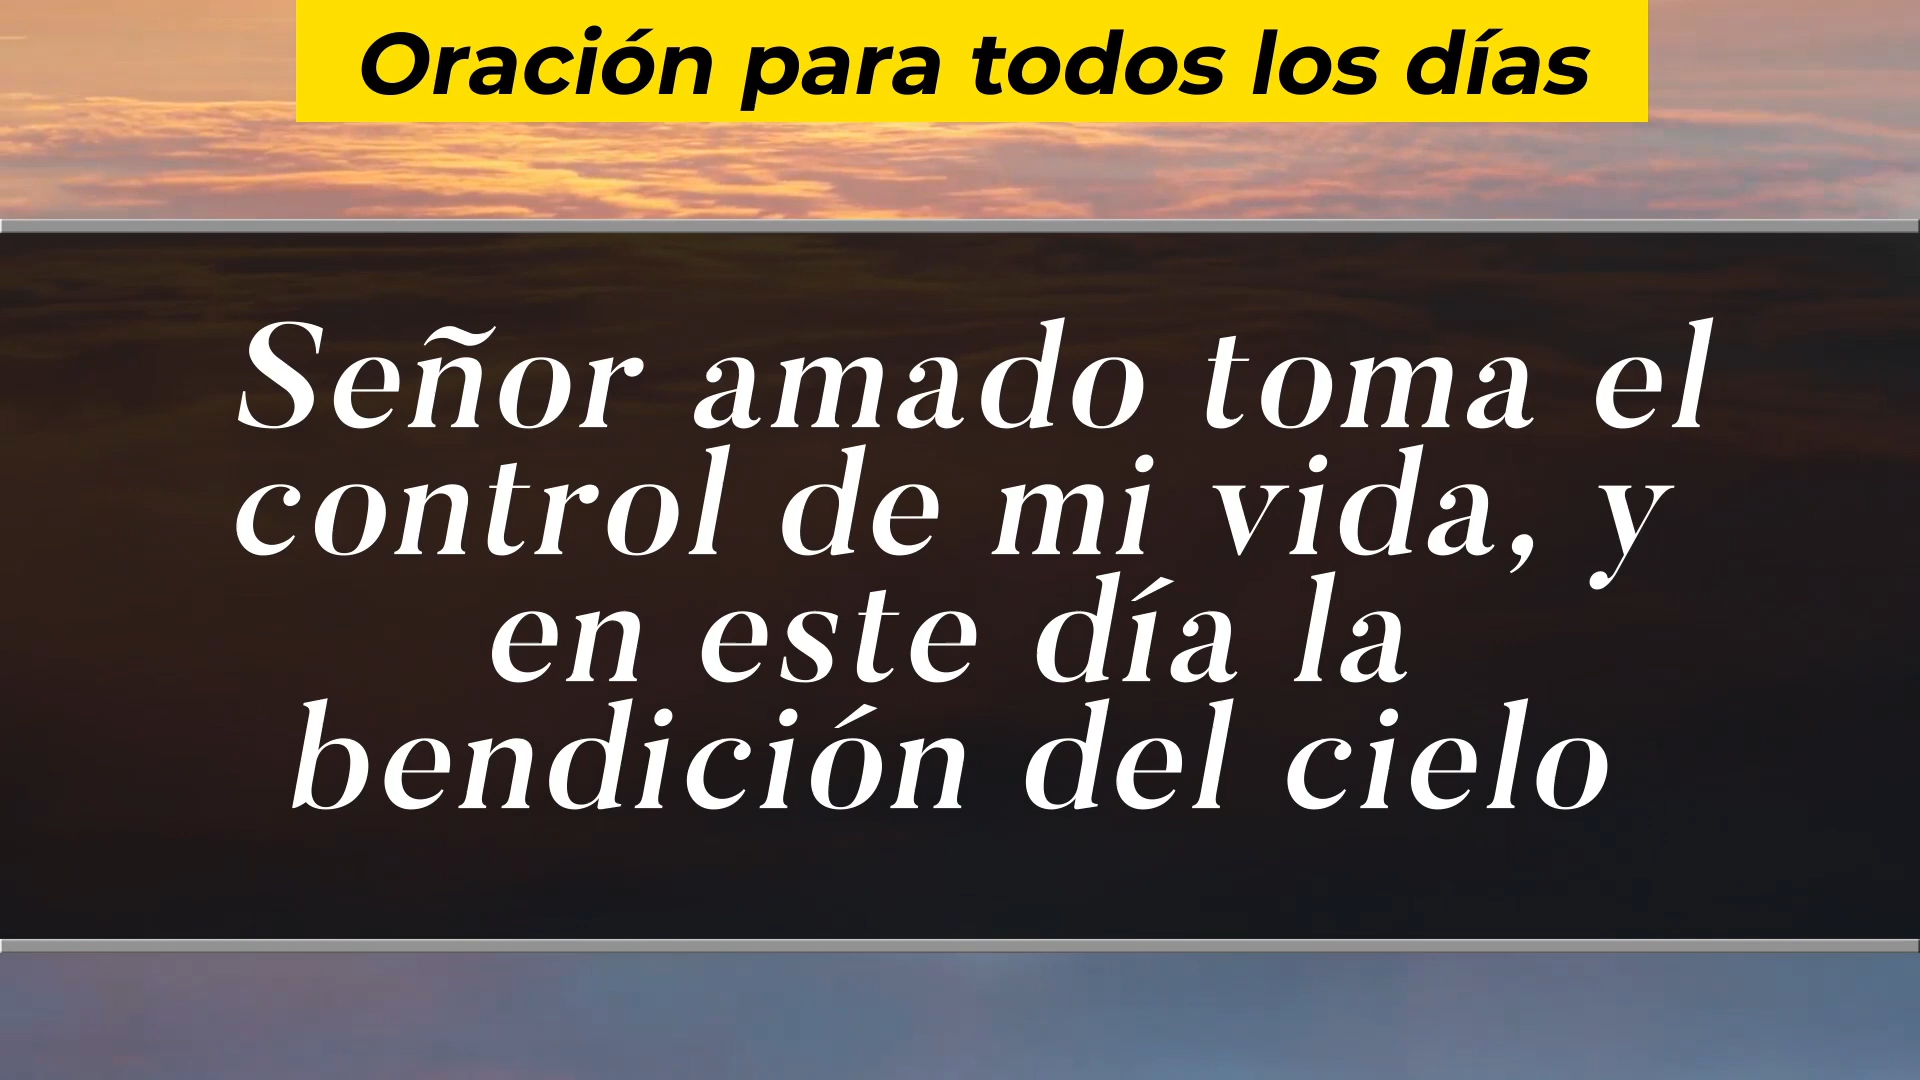 Oración para todos los días
Señor amado toma el
control de mi vida, y
en este día la
bendición del cielo